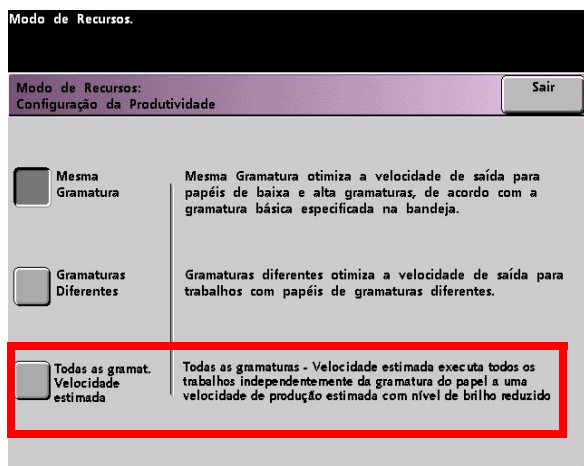 Modo de Recursos.
Modo de Recursos:
Configuração da Produtividade
Sair
Mesma
Gramatura
Mesma Gramatura otimiza a velocidade de saída para
papéis de baixa e alta gramaturas, de acordo com a
gramatura básica especificada na bandeja.
Gramaturas
Diferentes
Gramaturas diferentes otimiza a velocidade de saída para
trabalhos com papéis de gramaturas diferentes.
Todas as gramat.
Velocidade
estimada
Todas as gramaturas - Velocidade estimada executa todos os
trabalhos independentemente da gramatura do papel a uma
velocidade de produção estimada com nível de brilho reduzido